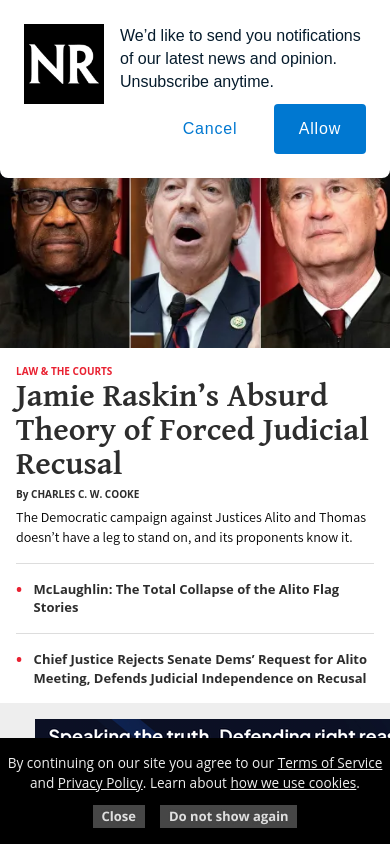 NR
We’d like to send you notifications
of our latest news and opinion.
Unsubscribe anytime.
Cancel
Allow
LAW & THE COURTS
Jamie Raskin’s Absurd
Theory of Forced Judicial
Recusal
By CHARLES C. W. COOKE
The Democratic campaign against Justices Alito and Thomas
doesn’t have a leg to stand on, and its proponents know it.
• McLaughlin: The Total Collapse of the Alito Flag
Stories
• Chief Justice Rejects Senate Dems’ Request for Alito
Meeting, Defends Judicial Independence on Recusal
Speaking the truth. Defending right
By continuing on our site you agree to our Terms of Service
and Privacy Policy. Learn about how we use cookies.
Close
Do not show again